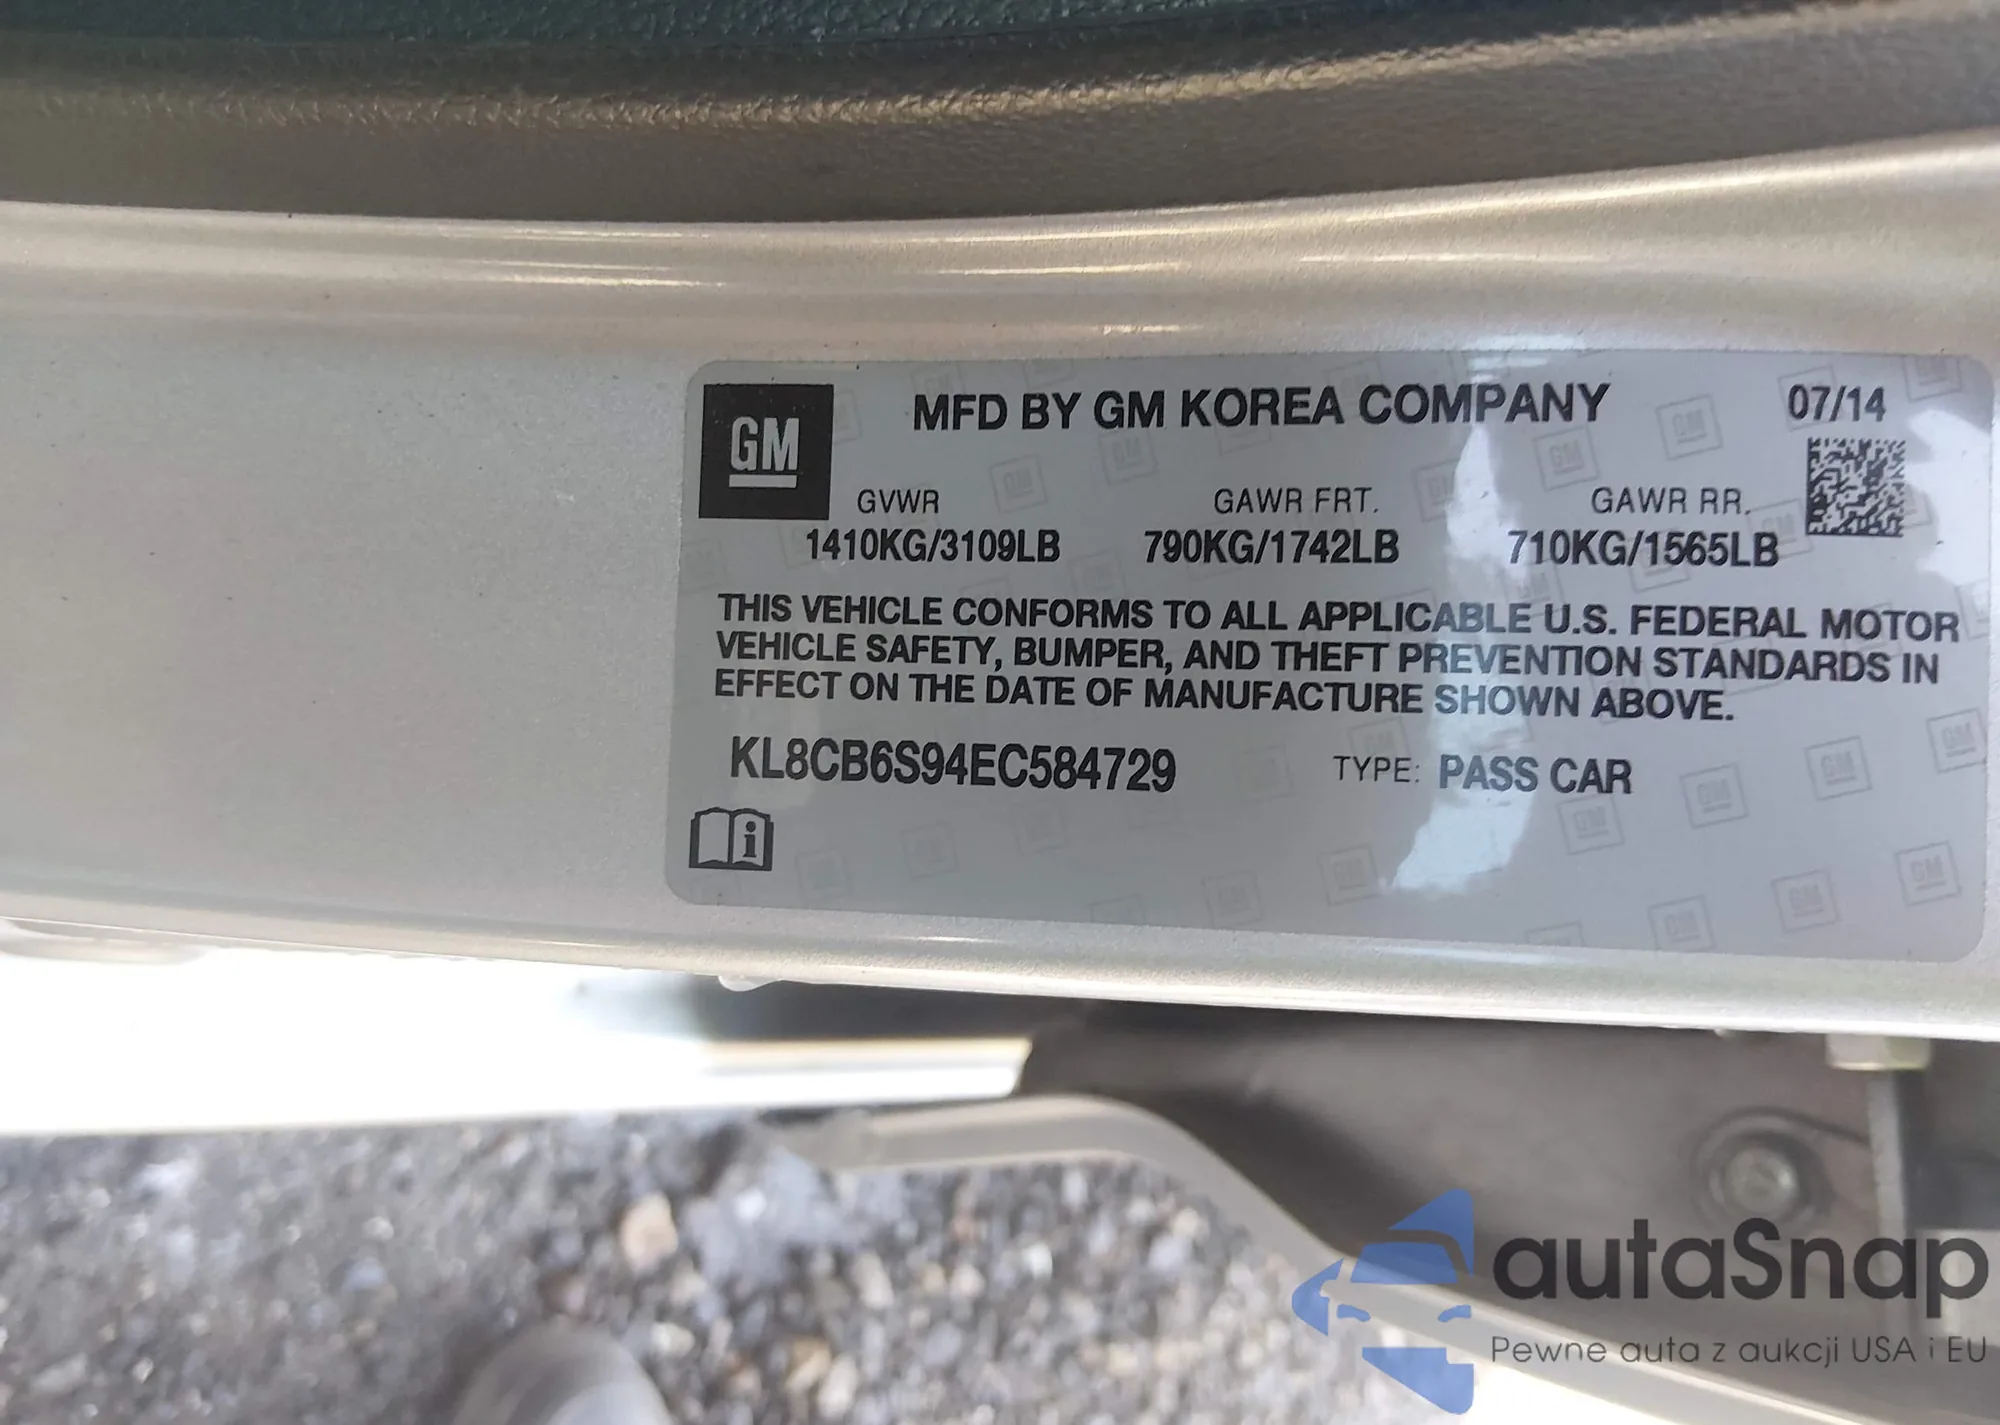 GM
MFD BY GM KOREA COMPANY 07/14
GVWR GAWR FRT. GAWR RR.
1410KG/3109LB 790KG/1742LB 710KG/1565LB
THIS VEHICLE CONFORMS TO ALL APPLICABLE U.S. FEDERAL MOTOR
VEHICLE SAFETY, BUMPER, AND THEFT PREVENTION STANDARDS IN
EFFECT ON THE DATE OF MANUFACTURE SHOWN ABOVE.
KL8CB6S94EC584729 TYPE: PASS CAR
i
autaSnap
Pewne auta z aukcji USA i EU